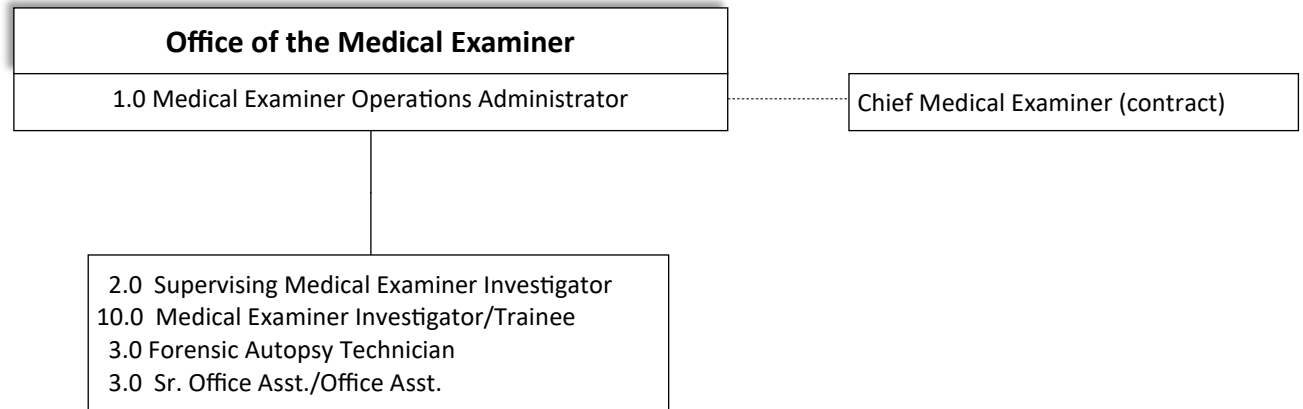 Office of the Medical Examiner
1.0 Medical Examiner Operations Administrator
Chief Medical Examiner (contract)
2.0 Supervising Medical Examiner Investigator
10.0 Medical Examiner Investigator/Trainee
3.0 Forensic Autopsy Technician
3.0 Sr. Office Asst./Office Asst.